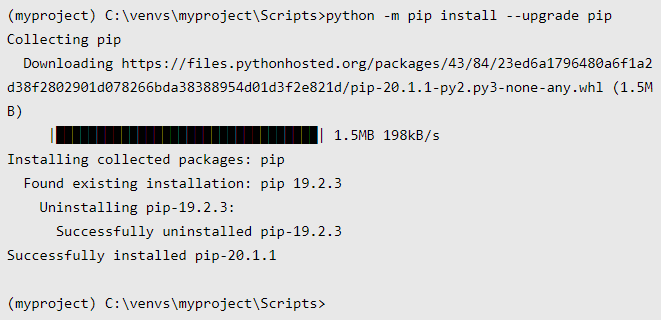 (myproject) C:\venvs\myproject\Scripts>python -m pip install --upgrade pip
Collecting pip
  Downloading https://files.pythonhosted.org/packages/43/84/23ed6a1796480a6f1a2
d38f2802901d078266bda38388954d01d3f2e821d/pip-20.1.1-py2.py3-none-any.whl (1.5M
B)
     |████████████████████████████████| 1.5MB 198kB/s
Installing collected packages: pip
  Found existing installation: pip 19.2.3
    Uninstalling pip-19.2.3:
      Successfully uninstalled pip-19.2.3
Successfully installed pip-20.1.1
(myproject) C:\venvs\myproject\Scripts>